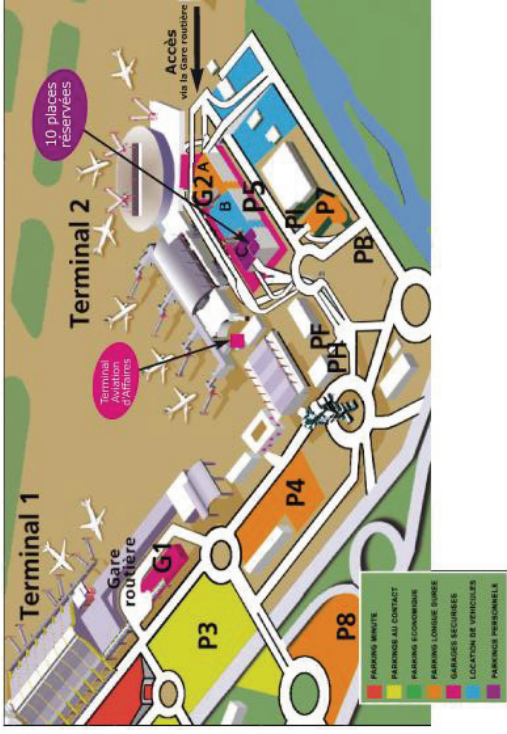 Terminal 1
Terminal 2
10 places
réservées
Accès
via la Gare routière
Terminal
Aviation
d'Affaires
Gare
routière
G1
G2
A
B
C
P5
PI
P7
PB
PF
PH
P4
P3
P8
PARKING MINUTE
PARKINGS AU CONTACT
PARKING ECONOMIQUE
PARKING LONGUE DUREE
GARAGES SECURISES
LOCATION DE VEHICULES
PARKINGS PERSONNELS